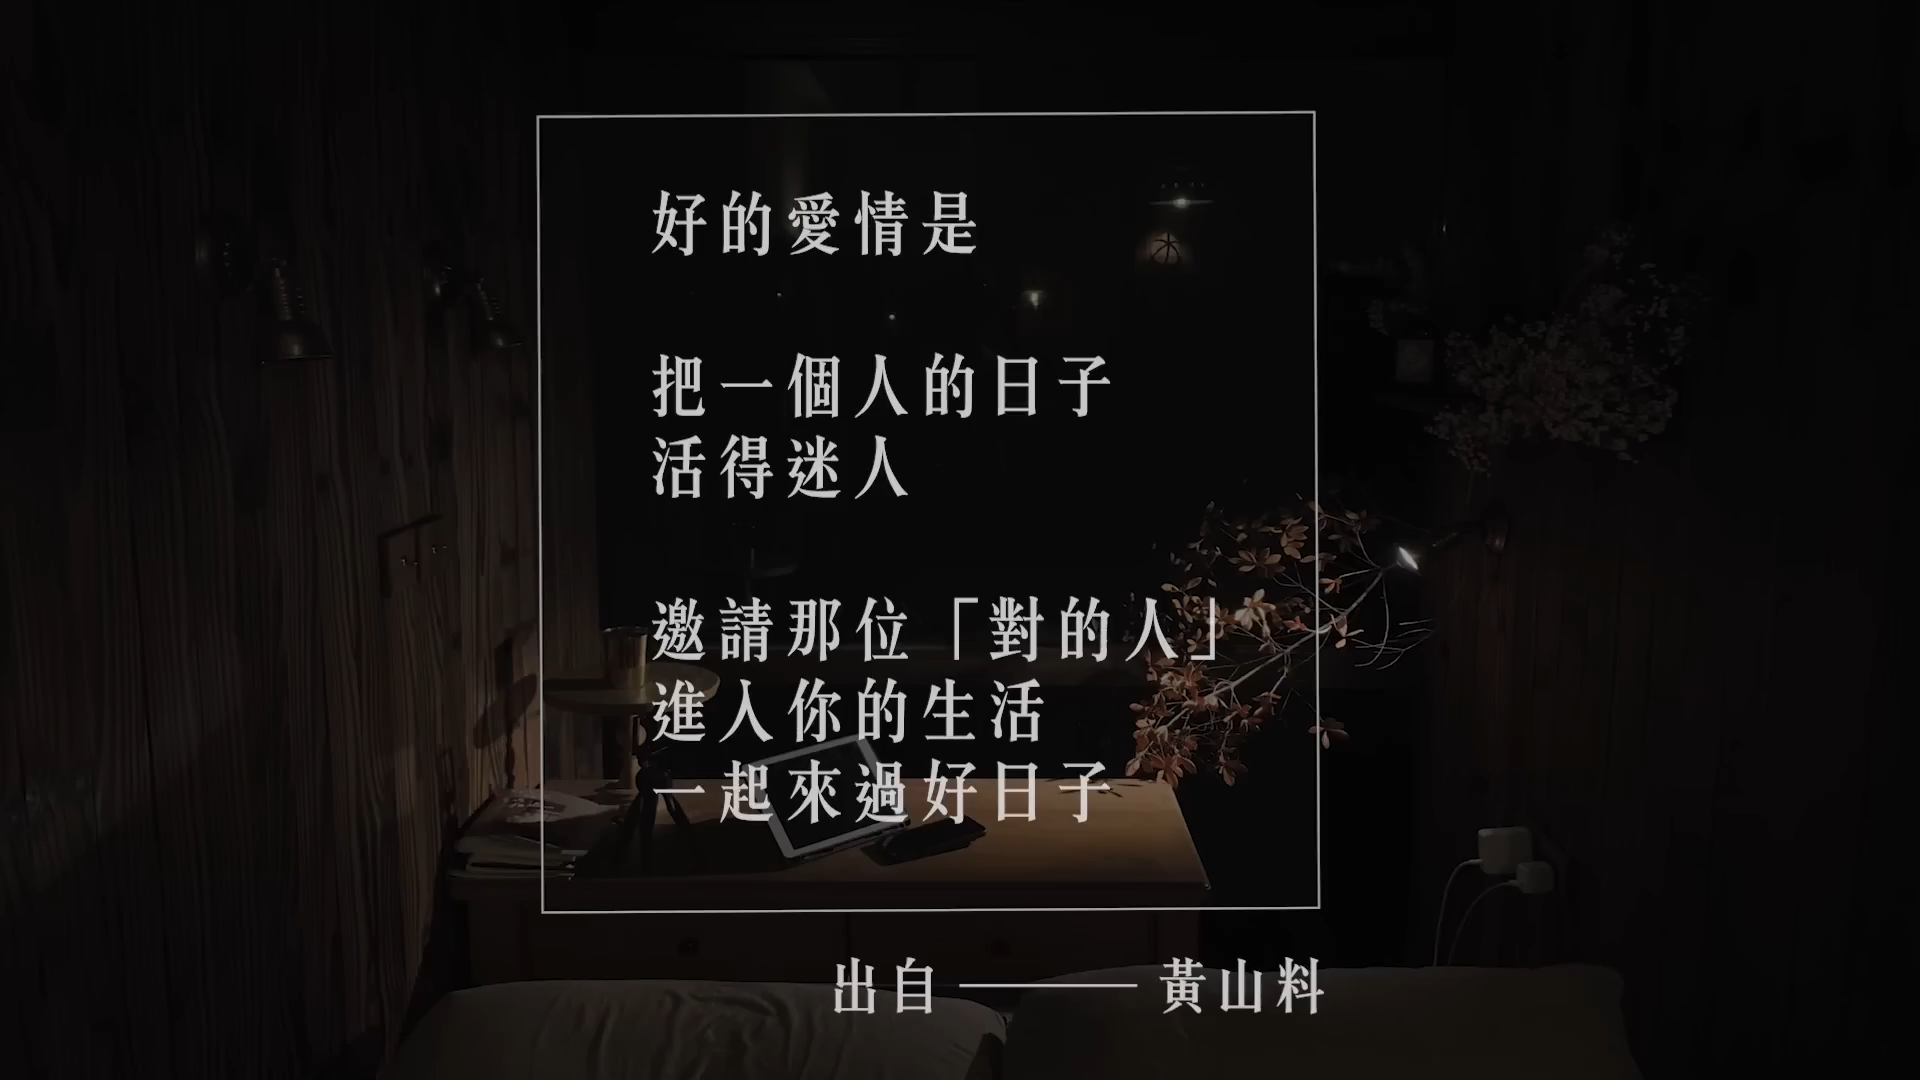 好的愛情是
把一個人的日子
活得迷人
邀請那位「對的人」
進入你的生活
一起來過好日子
出自——黃山料